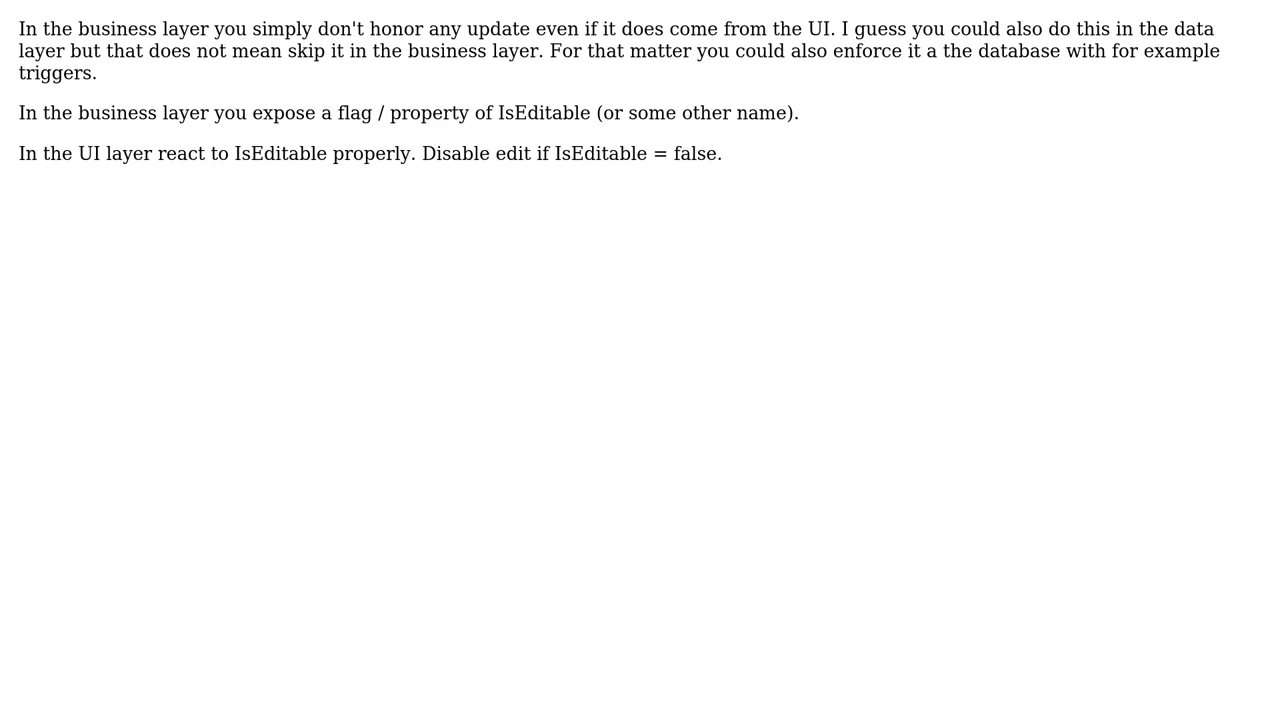 In the business layer you simply don't honor any update even if it does come from the UI. I guess you could also do this in the data
layer but that does not mean skip it in the business layer. For that matter you could also enforce it a the database with for example
triggers.
In the business layer you expose a flag / property of IsEditable (or some other name).
In the UI layer react to IsEditable properly. Disable edit if IsEditable = false.